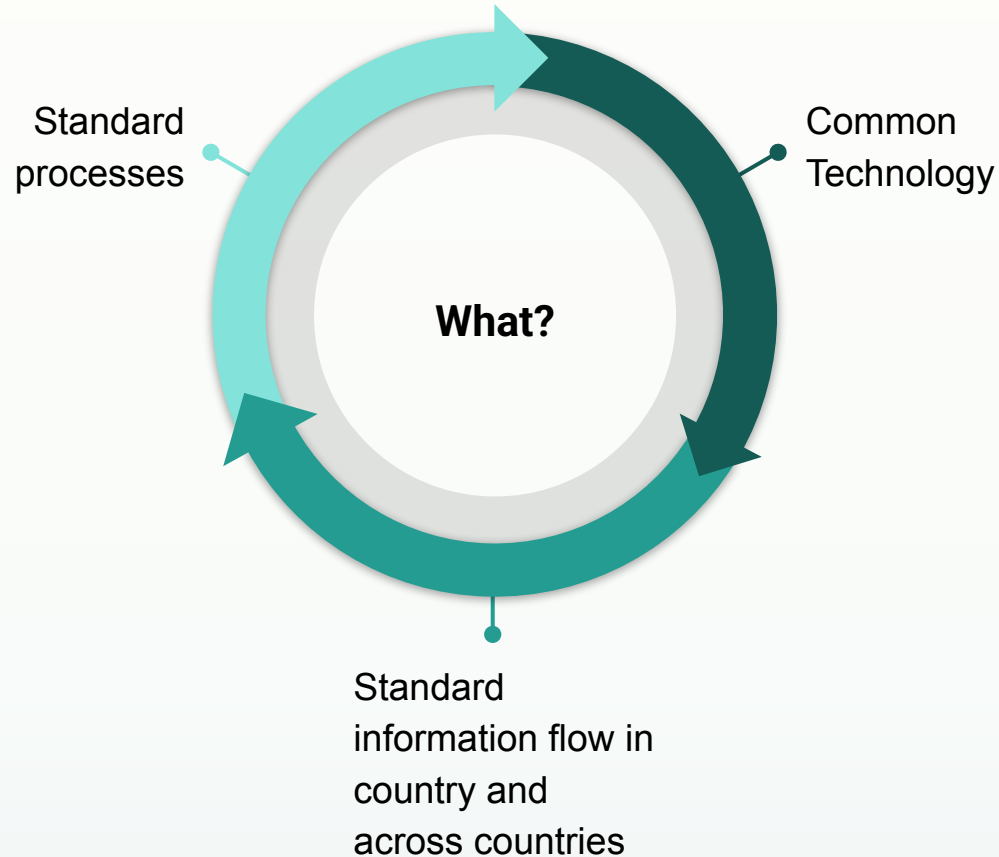 Standard
processes
Common
Technology
What?
Standard
information flow in
country and
across countries